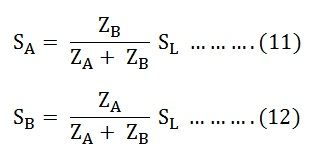 S_A = Z_B / (Z_A + Z_B) S_L ... ... ... . (11)
S_B = Z_A / (Z_A + Z_B) S_L ... ... ... . (12)